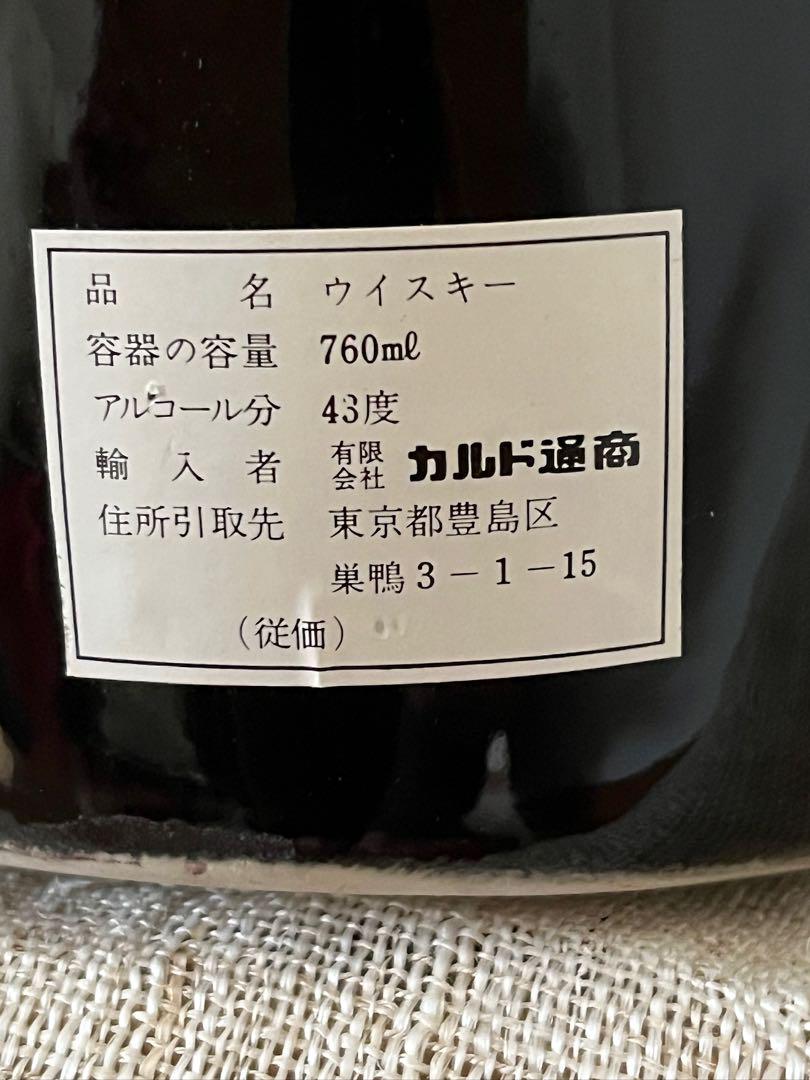 品名 ウイスキー
容器の容量 760ml
アルコール分 43度
輸入者 有限会社 カルド通商
住所引取先 東京都豊島区
巣鴨3-1-15
(従価)